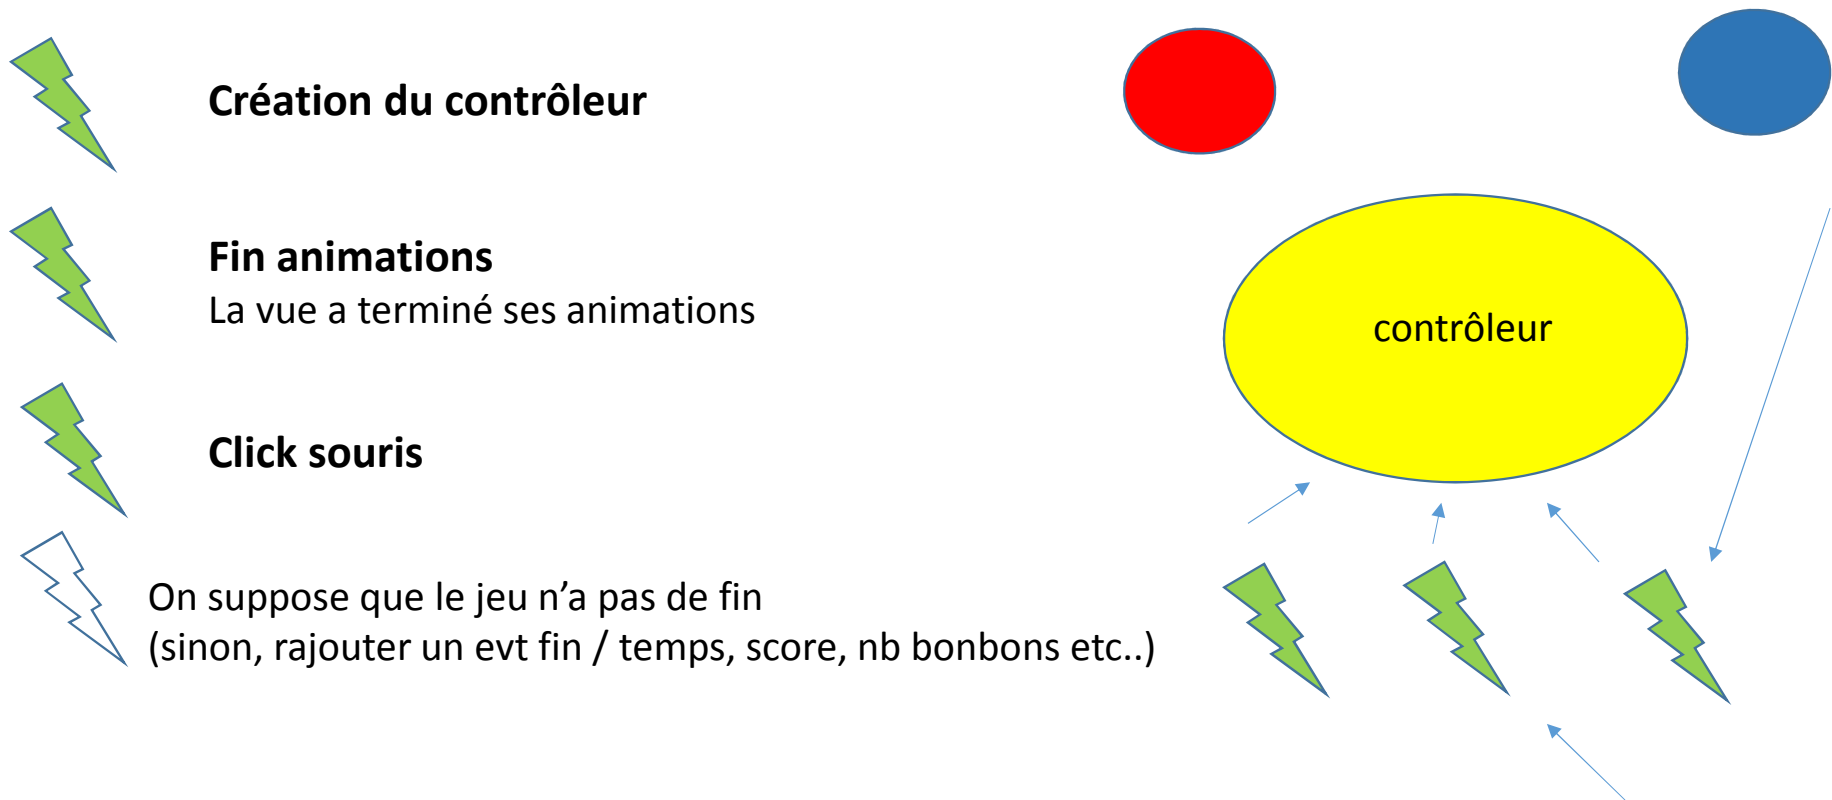 Création du contrôleur
Fin animations
La vue a terminé ses animations
contrôleur
Click souris
On suppose que le jeu n’a pas de fin
(sinon, rajouter un evt fin / temps, score, nb bonbons etc..)